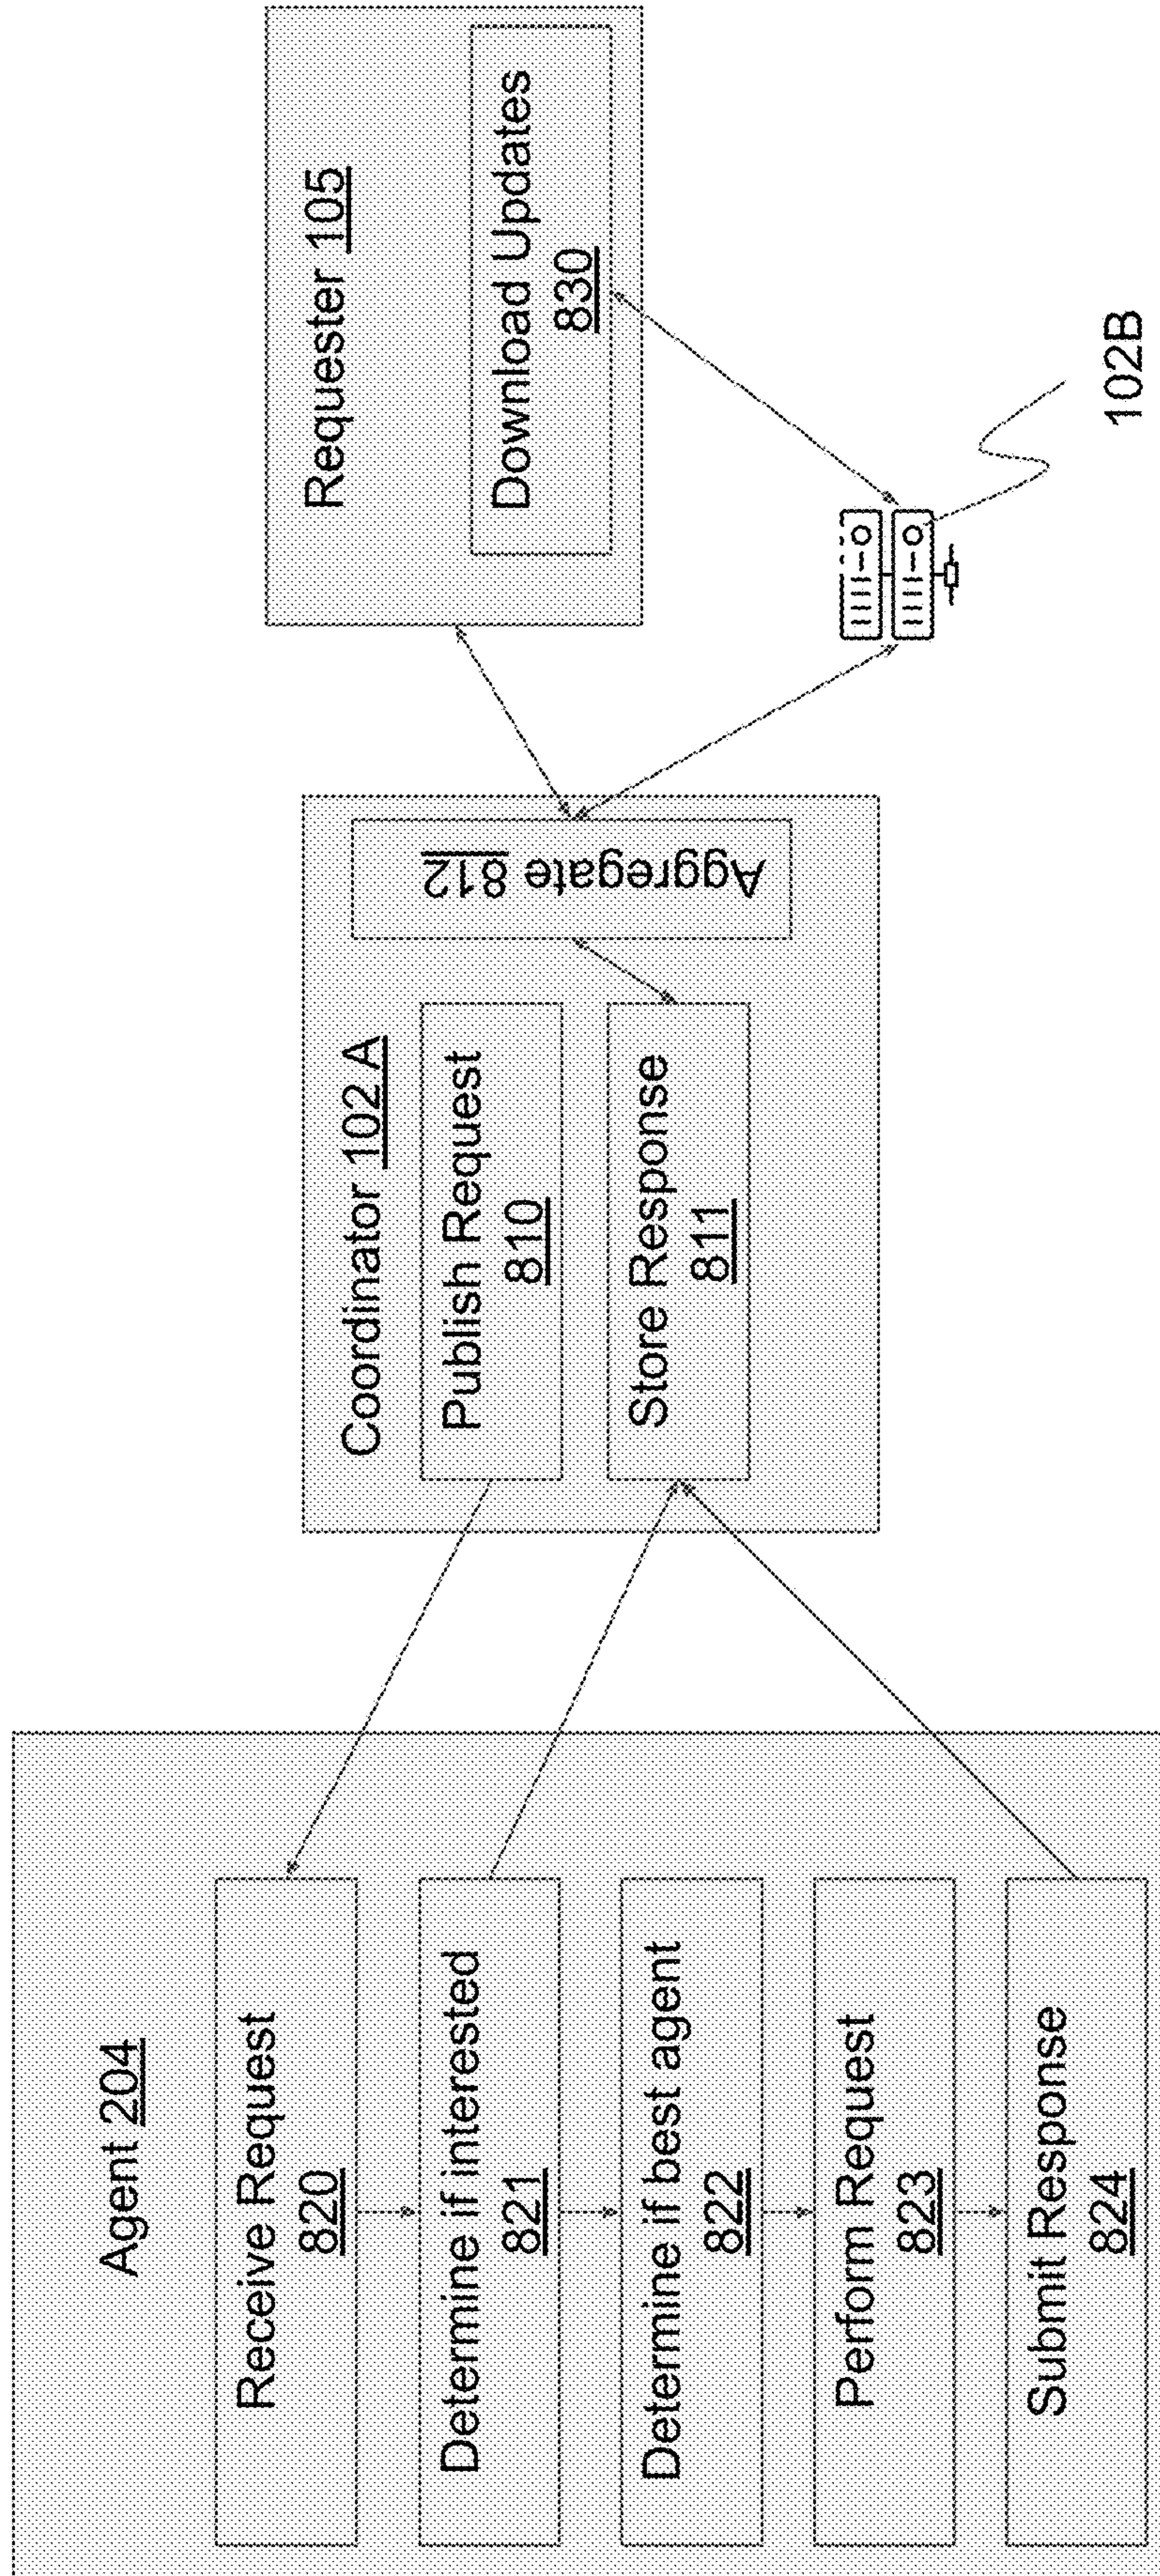 Agent 204
Receive Request
820
Determine if interested
821
Determine if best agent
822
Perform Request
823
Submit Response
824
Coordinator 102 A
Publish Request
810
Store Response
811
Aggregate 812
Requester 105
Download Updates
830
102B